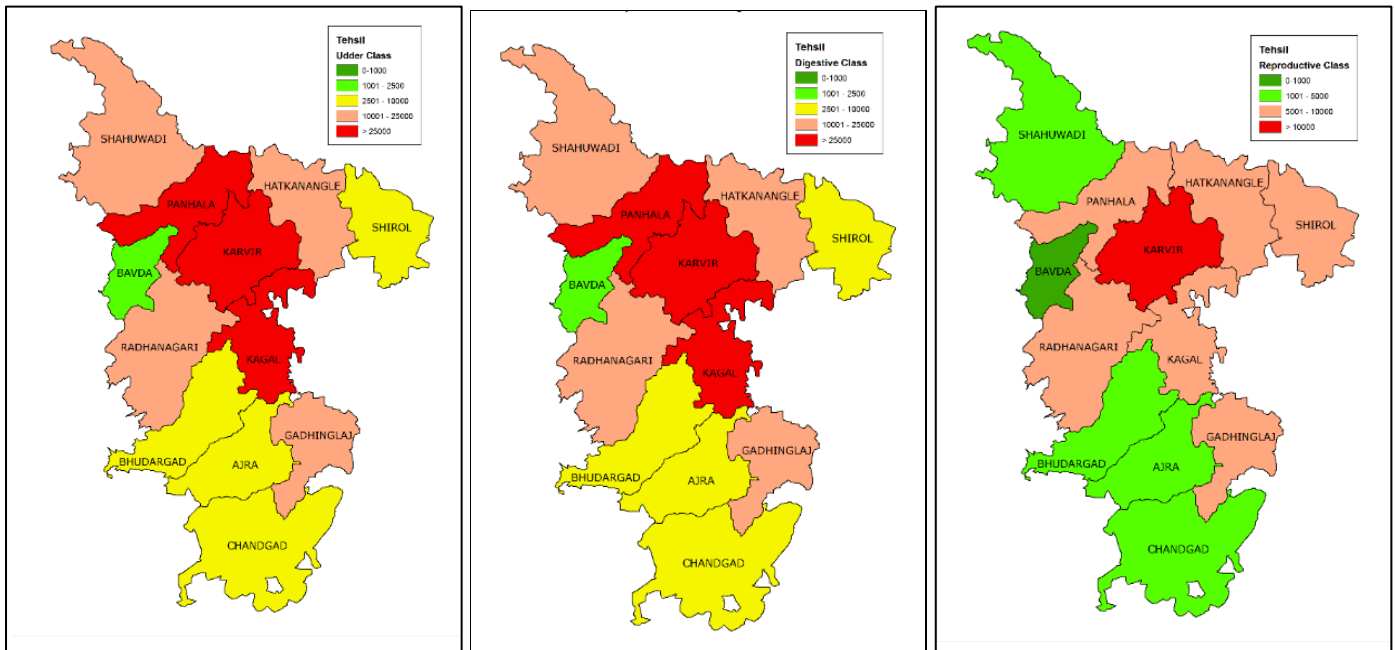 Tehsil
Udder Class
0-1000
1001 - 2500
2501 - 10000
10001 - 25000
> 25000
SHAHUWADI
HATKANANGLE
PANHALA
SHIROL
KARVIR
BAVDA
RADHANAGARI
KAGAL
GADHINGLAJ
BHUDARGAD
AJRA
CHANDGAD
Tehsil
Digestive Class
0-1000
1001 - 2500
2501 - 10000
10001 - 25000
> 25000
SHAHUWADI
HATKANANGLE
PANHALA
SHIROL
KARVIR
BAVDA
RADHANAGARI
KAGAL
GADHINGLAJ
BHUDARGAD
AJRA
CHANDGAD
Tehsil
Reproductive Class
0-1000
1001 - 5000
5001 - 10000
> 10000
SHAHUWADI
HATKANANGLE
PANHALA
SHIROL
KARVIR
BAVDA
RADHANAGARI
KAGAL
GADHINGLAJ
BHUDARGAD
AJRA
CHANDGAD